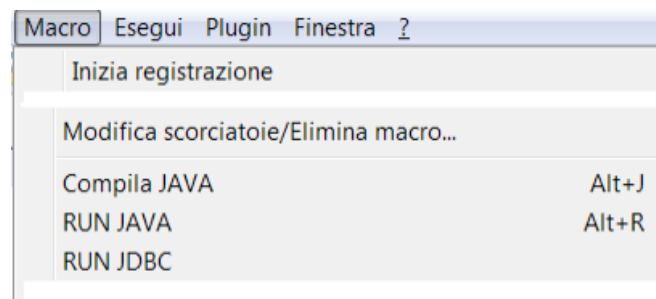 Macro Esegui Plugin Finestra ?
Inizia registrazione
Modifica scorciatoie/Elimina macro...
Compila JAVA Alt+J
RUN JAVA Alt+R
RUN JDBC